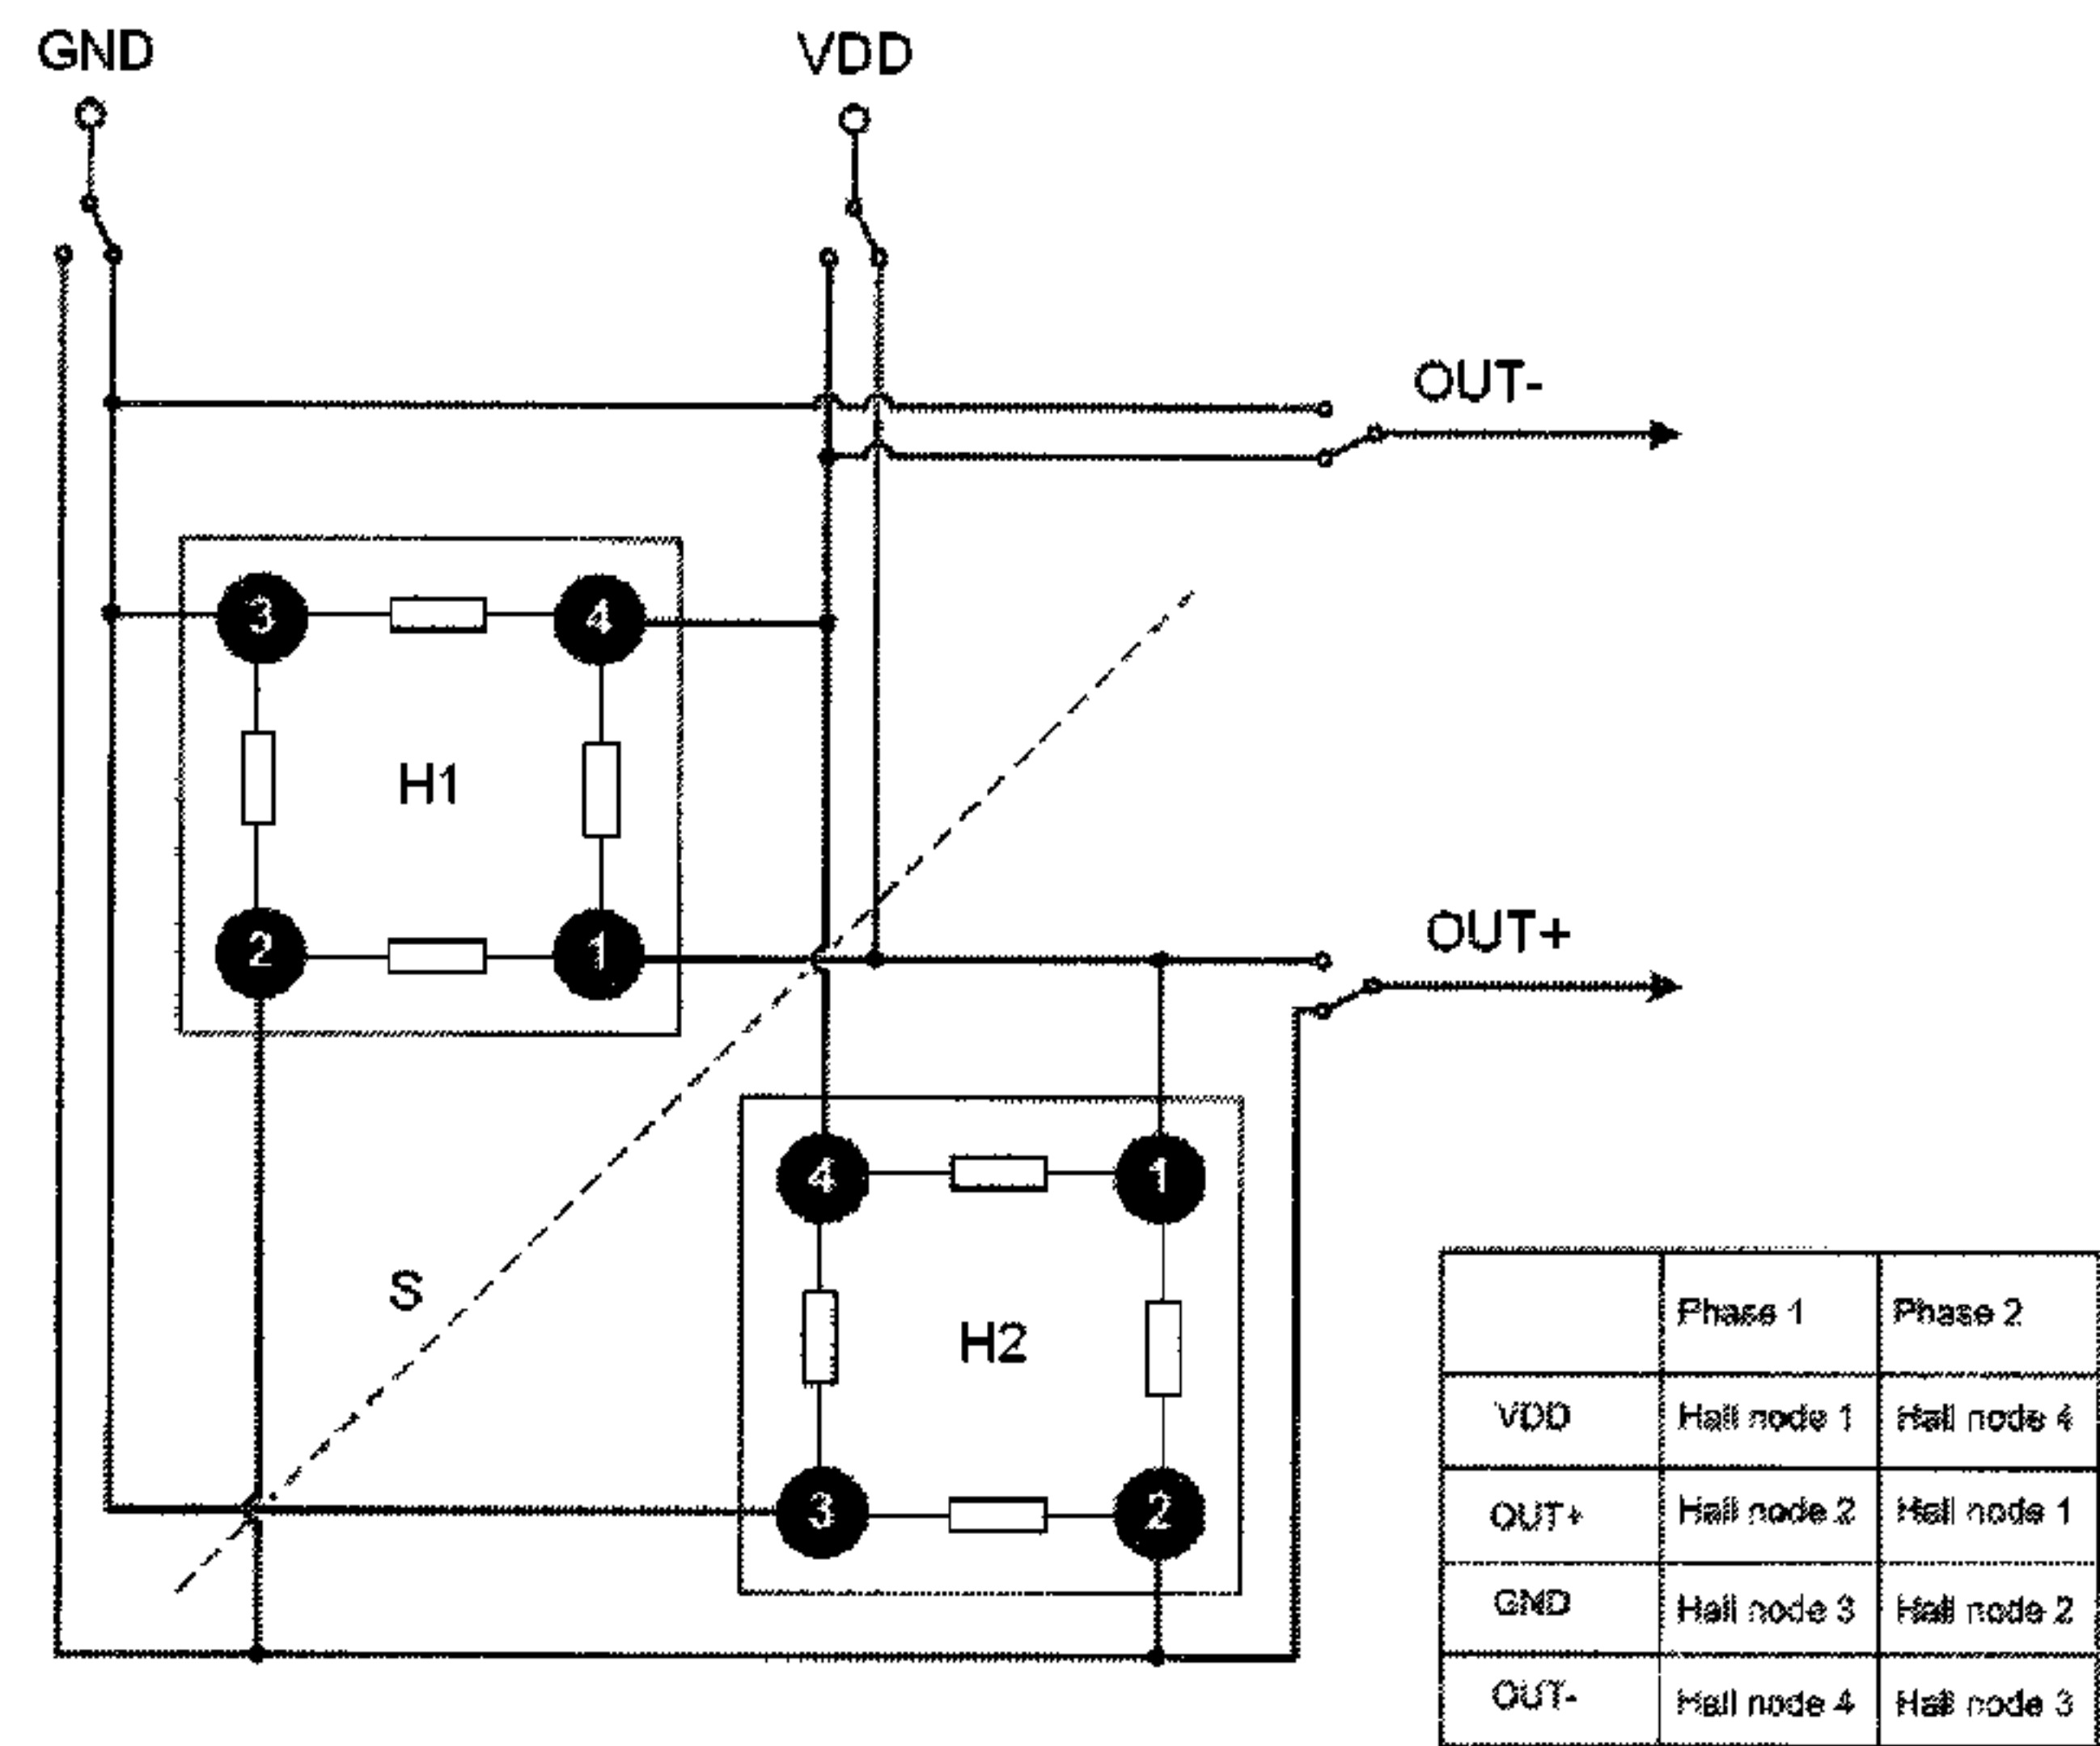 GND
VDD
OUT-
3
4
H1
2
1
OUT+
4
1
S
H2
3
2
Phase 1 Phase 2
VDD Hall node 1 Hall node 4
OUT+ Hall node 2 Hall node 1
GND Hall node 3 Hall node 2
OUT- Hall node 4 Hall node 3